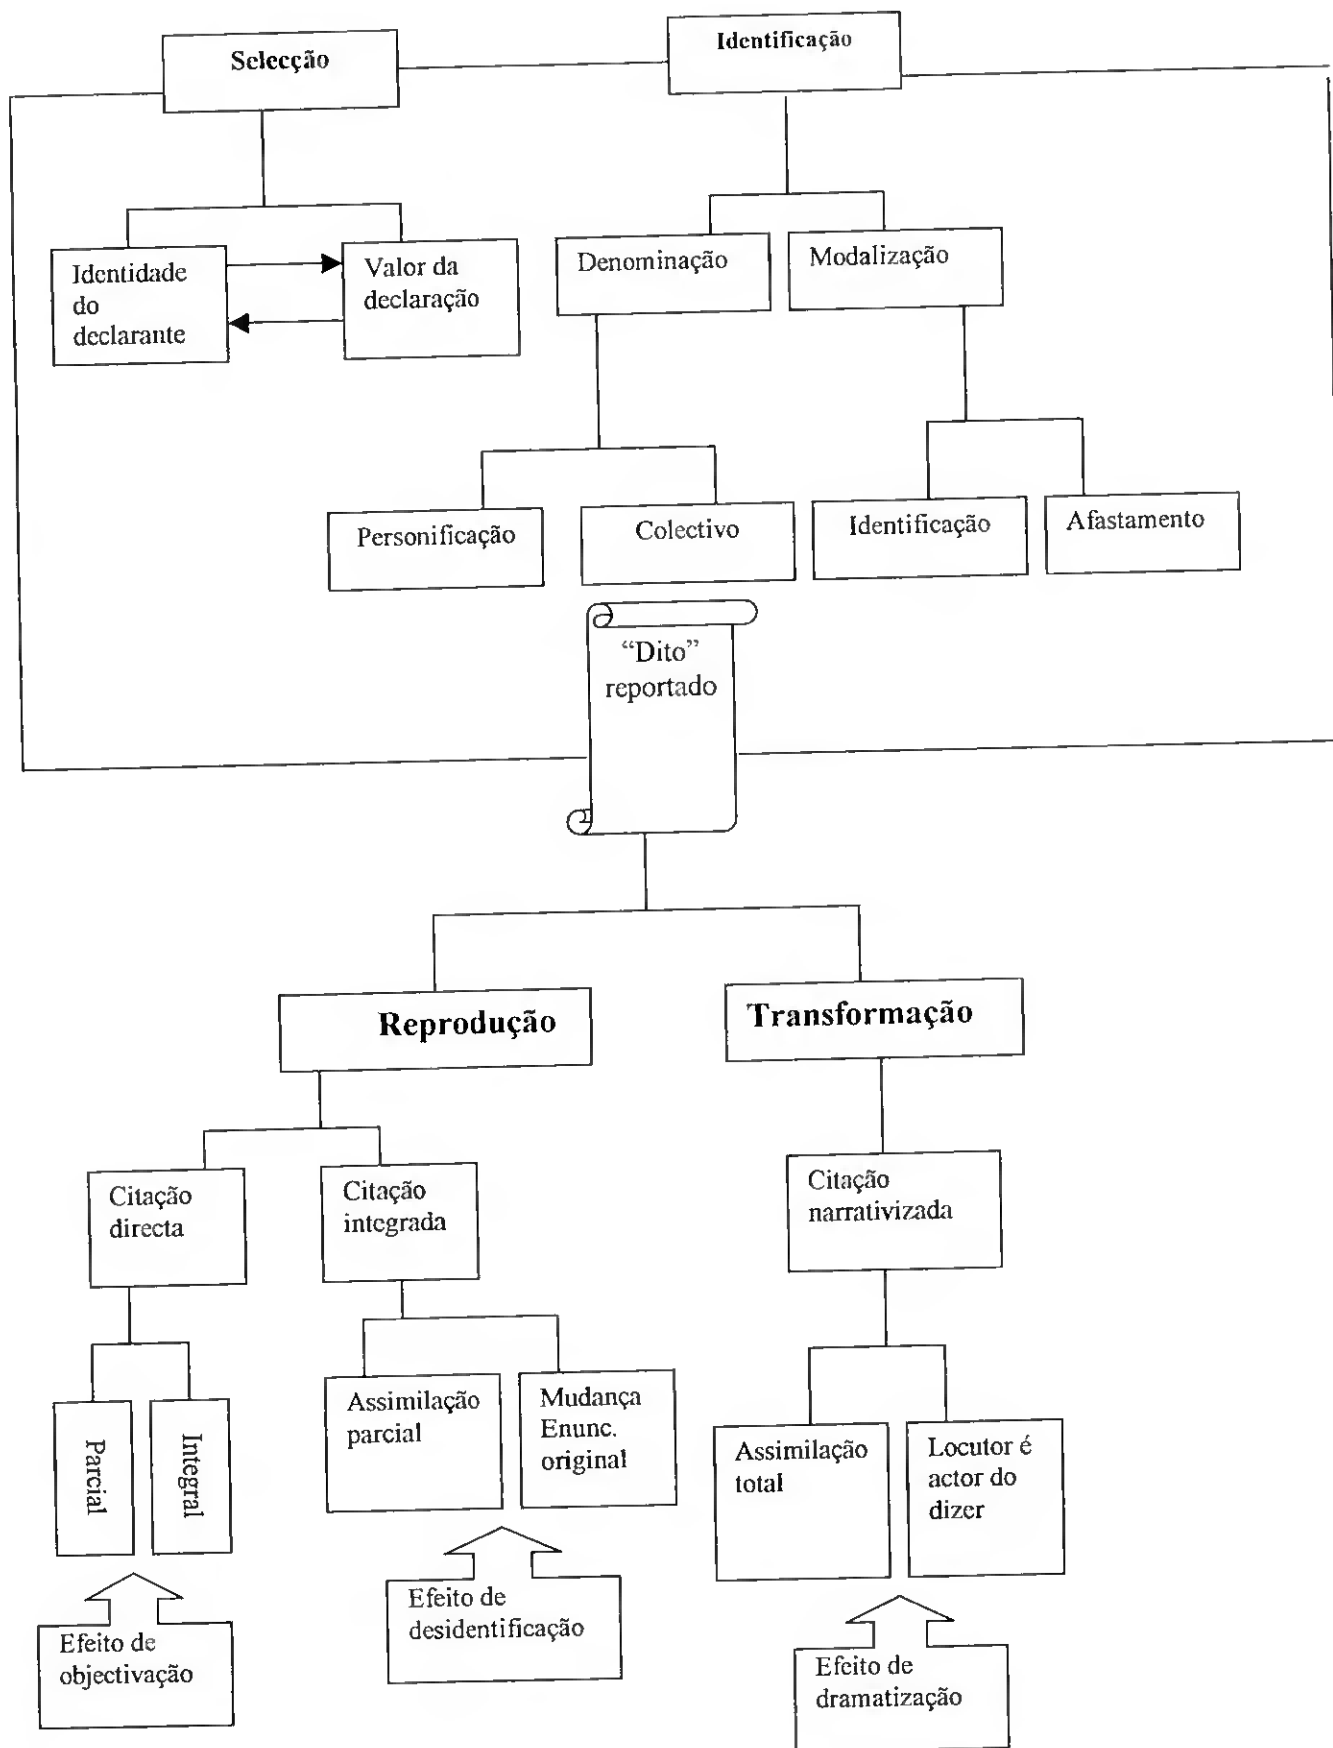 Selecção
Identificação
Identidade
do
declarante
Valor da
declaração
Denominação
Modalização
Personificação
Colectivo
Identificação
Afastamento
“Dito”
reportado
Reprodução
Transformação
Citação
directa
Citação
integrada
Citação
narrativizada
Parcial
Integral
Assimilação
parcial
Mudança
Enunc.
original
Assimilação
total
Locutor é
actor do
dizer
Efeito de
objectivação
Efeito de
desidentificação
Efeito de
dramatização